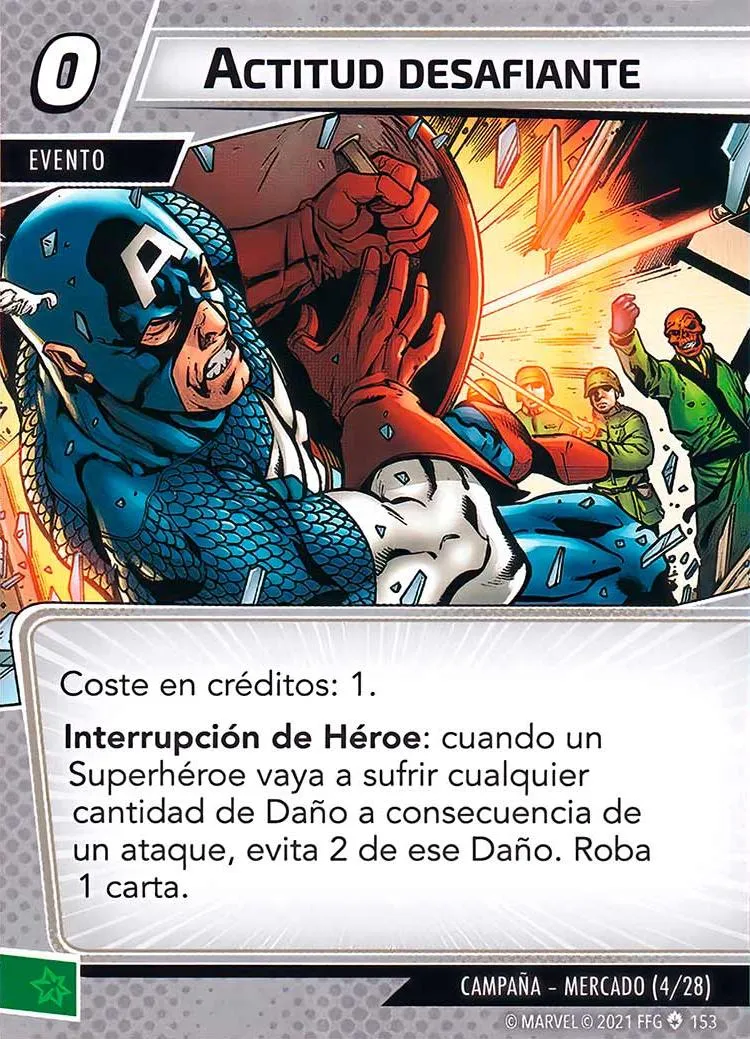 0
ACTITUD DESAFIANTE
EVENTO
A
Coste en créditos: 1.
Interrupción de Héroe: cuando un
Superhéroe vaya a sufrir cualquier
cantidad de Daño a consecuencia de
un ataque, evita 2 de ese Daño. Roba
1 carta.
CAMPAÑA – MERCADO (4/28)
© MARVEL © 2021 FFG 153